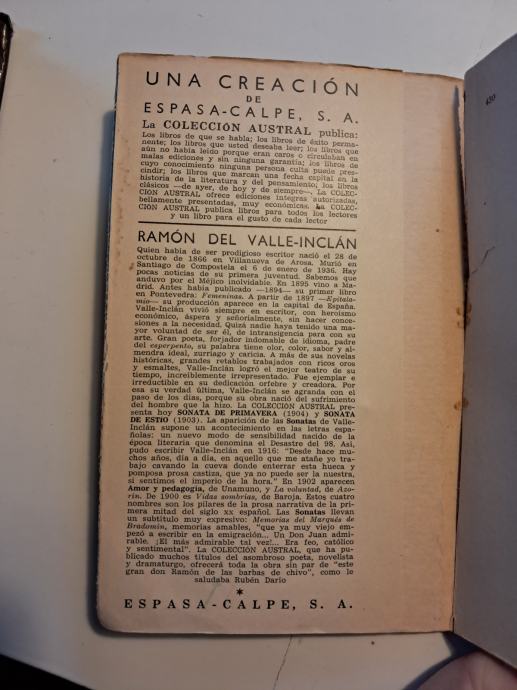 UNA CREACIÓN
DE
ESPASA-CALPE, S. A.
La COLECCIÓN AUSTRAL publica:
Los libros de que se habla; los libros de éxito perma-
nente; los libros que usted deseaba leer; los libros que
aún no había leído porque eran caros o circulaban en
malas ediciones y sin ninguna garantía; los libros de
cuyo conocimiento ninguna persona culta puede pres-
cindir; los libros que marcan una fecha capital en la
historia de la literatura y del pensamiento; los libros
clásicos —de ayer, de hoy y de siempre—. La COLEC-
CIÓN AUSTRAL ofrece ediciones íntegras, autorizadas,
bellamente presentadas, muy económicas. La COLEC-
CIÓN AUSTRAL publica libros para todos los lectores
y un libro para el gusto de cada lector
RAMÓN DEL VALLE-INCLÁN
Quien había de ser prodigioso escritor nació el 28 de
octubre de 1866 en Villanueva de Arosa. Murió en
Santiago de Compostela el 6 de enero de 1936. Hay
pocas noticias de su primera juventud. Sabemos que
anduvo por el Méjico inolvidable. En 1895 vino a Ma-
drid. Antes había publicado —1894— su primer libro
en Pontevedra: Femeninas. A partir de 1897 —Epitala-
mio— su producción aparece en la capital de España.
Valle-Inclán vivió siempre en escritor, con heroísmo
económico, áspera y señorialmente, sin hacer conce-
siones a la necesidad. Quizá nadie haya tenido una ma-
yor voluntad de ser él, de intransigencia para con su
arte. Gran poeta, forjador indomable de idioma, padre
del esperpento, su palabra tiene olor, color, sabor y al-
mendra ideal, zurriago y caricia. A más de sus novelas
históricas, grandes retablos trabajados con ricos oros
y esmaltes, Valle-Inclán logró el mejor teatro de su
tiempo, increíblemente irrepresentado. Fue ejemplar e
irreductible en su dedicación orfebre y creadora. Por
esa su verdad última, Valle-Inclán se agranda con el
paso de los días, porque su obra nació del sufrimiento
del hombre que la hizo. La COLECCIÓN AUSTRAL pre-
senta hoy SONATA DE PRIMAVERA (1904) y SONATA
DE ESTIO (1903). La aparición de las Sonatas de Valle-
Inclán supone un acontecimiento en las letras espa-
ñolas: un nuevo modo de sensibilidad nacido de la
época literaria que denomina el Desastre del 98. Así,
pudo escribir Valle-Inclán en 1916: "Desde hace mu-
chos años, día a día, en aquello que me atañe yo tra-
bajo cavando la cueva donde enterrar esta hueca y
pomposa prosa castiza, que ya no puede ser la nuestra,
si sentimos el imperio de la hora." En 1902 aparecen
Amor y pedagogía, de Unamuno, y La voluntad, de Azo-
rín. De 1900 es Vidas sombrías, de Baroja. Estos cuatro
nombres son los pilares de la prosa narrativa de la
primera mitad del siglo xx español. Las Sonatas llevan
un subtítulo muy expresivo: Memorias del Marqués de
Bradomín, memorias amables, "que ya muy viejo em-
pezó a escribir en la emigración... Un Don Juan admi-
rable. ¡El más admirable tal vez!... Era feo, católico
y sentimental". La COLECCIÓN AUSTRAL, que ha pu-
blicado muchos títulos del asombroso poeta, novelista
y dramaturgo, ofrecerá toda la obra sin par de "este
gran don Ramón de las barbas de chivo", como le
saludaba Rubén Darío
*
ESPASA-CALPE, S. A.
430